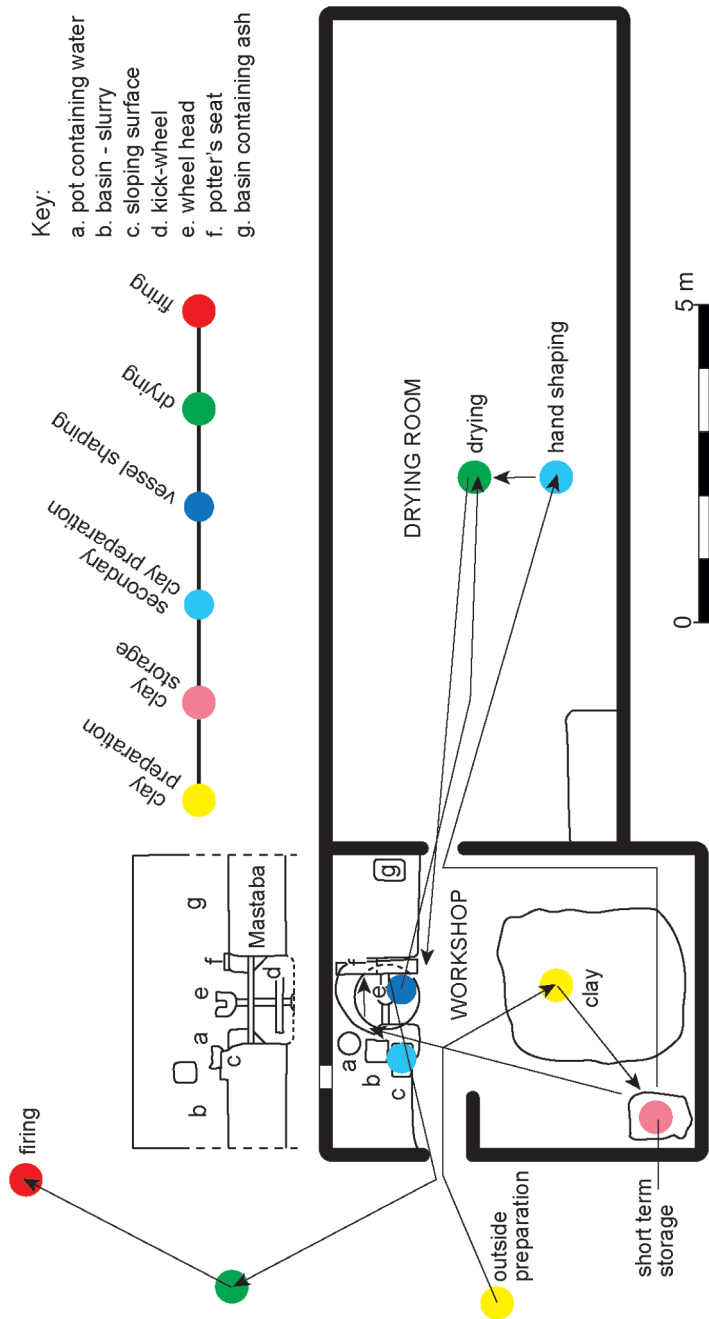 Key:
a. pot containing water
b. basin - slurry
c. sloping surface
d. kick-wheel
e. wheel head
f. potter's seat
g. basin containing ash
clay
preparation
clay
storage
secondary
clay preparation
vessel shaping
drying
firing
firing
b
a
c
e
d
f
g
Mastaba
a
b
c
e
f
g
WORKSHOP
clay
outside
preparation
short term
storage
DRYING ROOM
drying
hand shaping
0
5 m